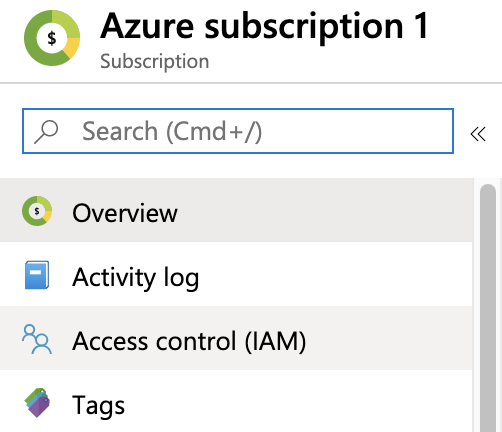 Azure subscription 1
Subscription
Search (Cmd+/)
«
$ Overview
Activity log
Access control (IAM)
Tags